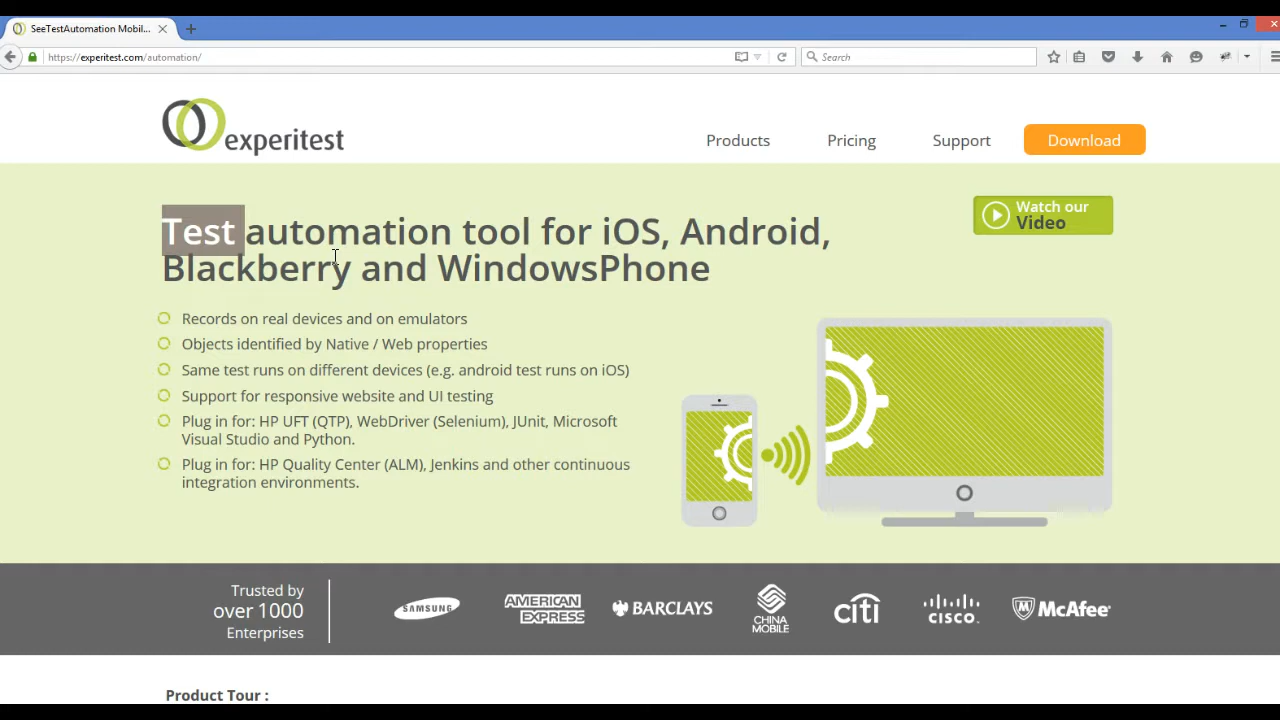 SeeTestAutomation Mobil...
https://experitest.com/automation/
Search
experitest
Products
Pricing
Support
Download
Test automation tool for iOS, Android,
Blackberry and WindowsPhone
Watch our
Video
Records on real devices and on emulators
Objects identified by Native / Web properties
Same test runs on different devices (e.g. android test runs on iOS)
Support for responsive website and UI testing
Plug in for: HP UFT (QTP), WebDriver (Selenium), JUnit, Microsoft
Visual Studio and Python.
Plug in for: HP Quality Center (ALM), Jenkins and other continuous
integration environments.
Trusted by
over 1000
Enterprises
SAMSUNG
AMERICAN
EXPRESS
BARCLAYS
CHINA
MOBILE
citi
CISCO
McAfee
Product Tour :